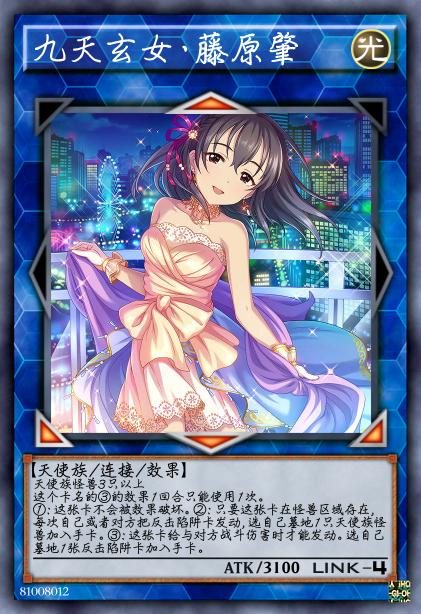 九天玄女·藤原肇
光
【天使族/连接/效果】
天使族怪兽3只以上
这个卡名的③的效果1回合只能使用1次。
①：这张卡不会被效果破坏。②：只要这张卡在怪兽区域存在，
每次自己或者对方把反击陷阱卡发动，选自己墓地1只天使族怪
兽加入手卡。③：这张卡给与对方战斗伤害时才能发动。选自己
墓地1张反击陷阱卡加入手卡。
ATK/3100 LINK-4
81008012